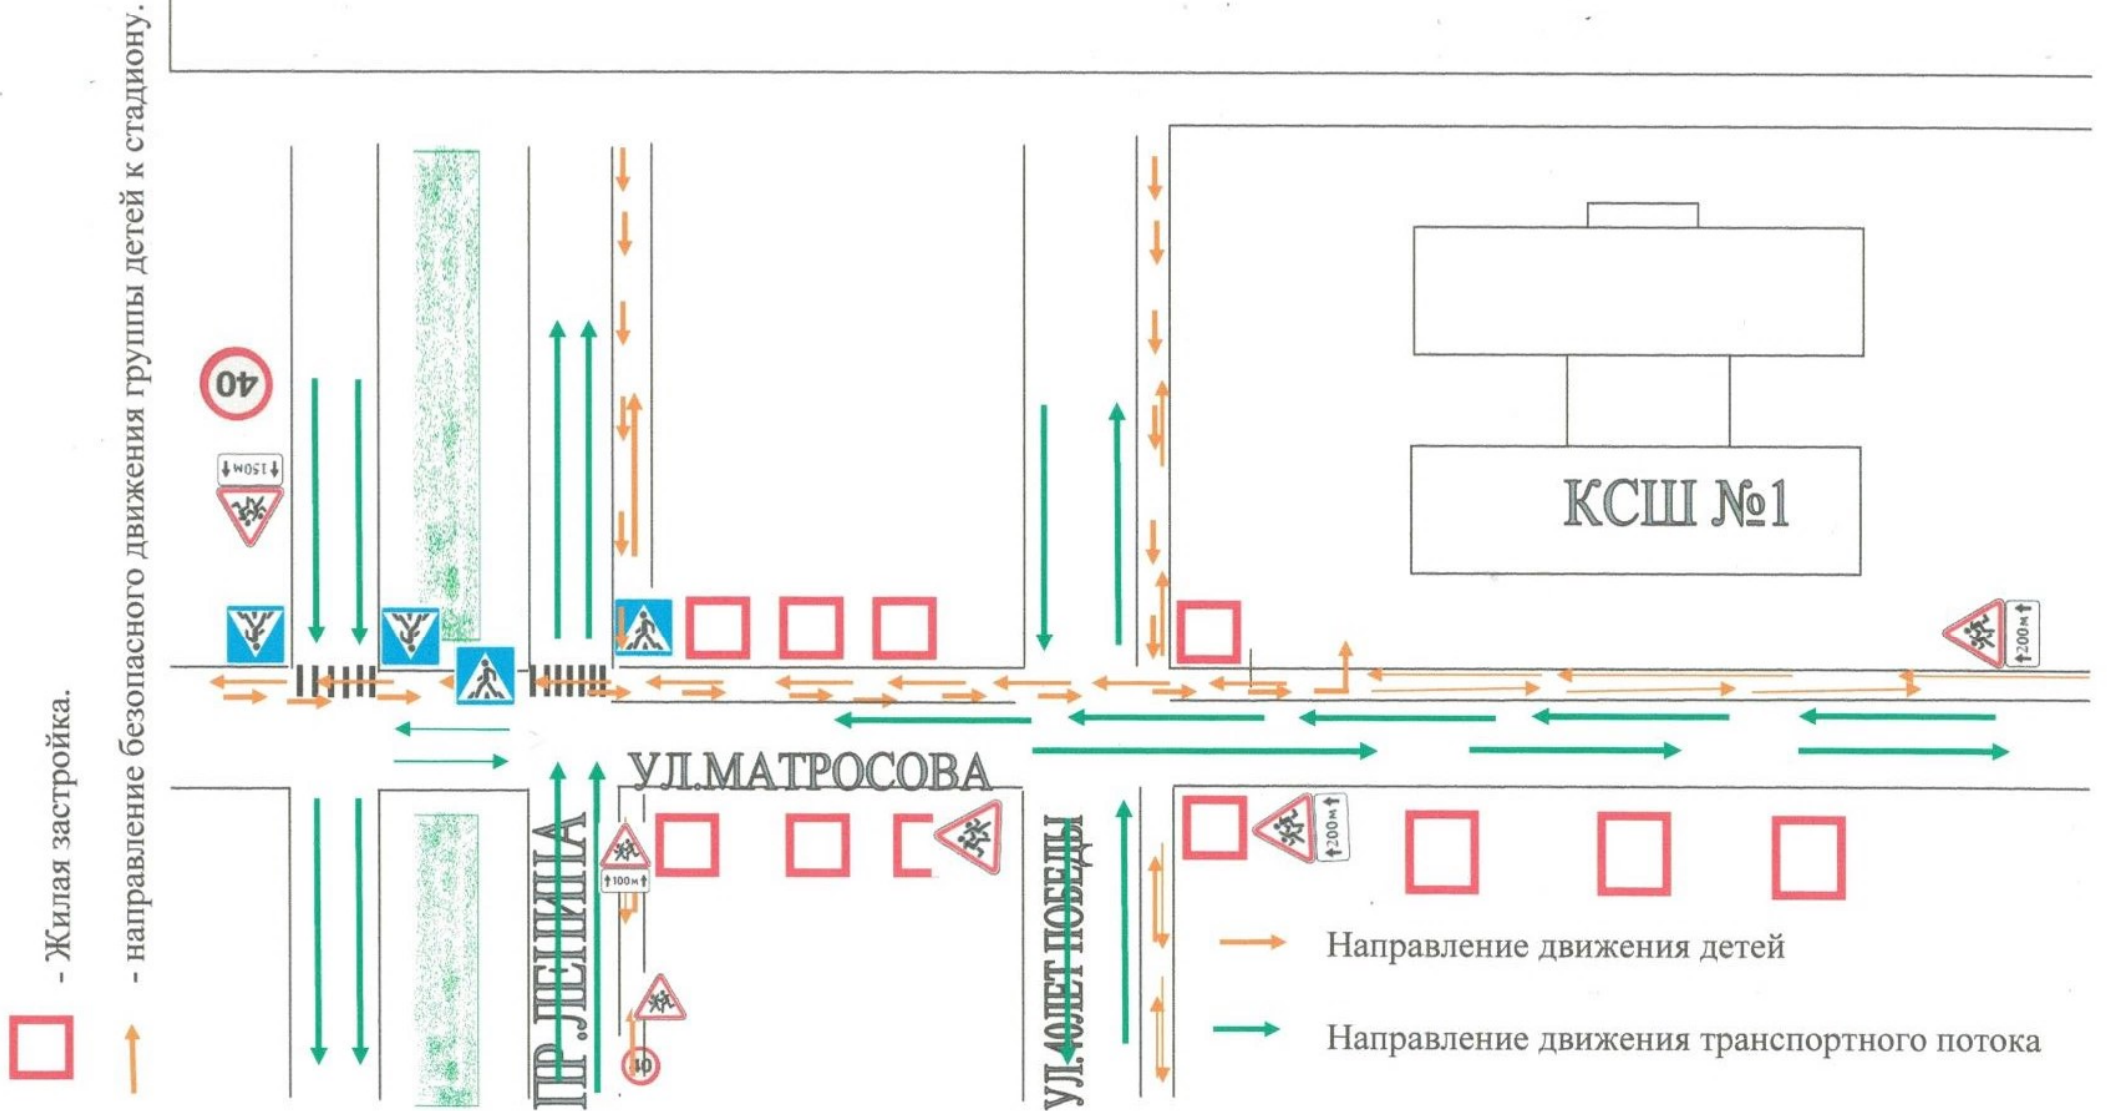 - Жилая застройка.
- направление безопасного движения группы детей к стадиону.
40
150м
КСШ №1
200м
УЛ.МАТРОСОВА
ПР.ЛЕНИНА
100м
УЛ.40ЛЕТ ПОБЕДЫ
200м
Направление движения детей
Направление движения транспортного потока